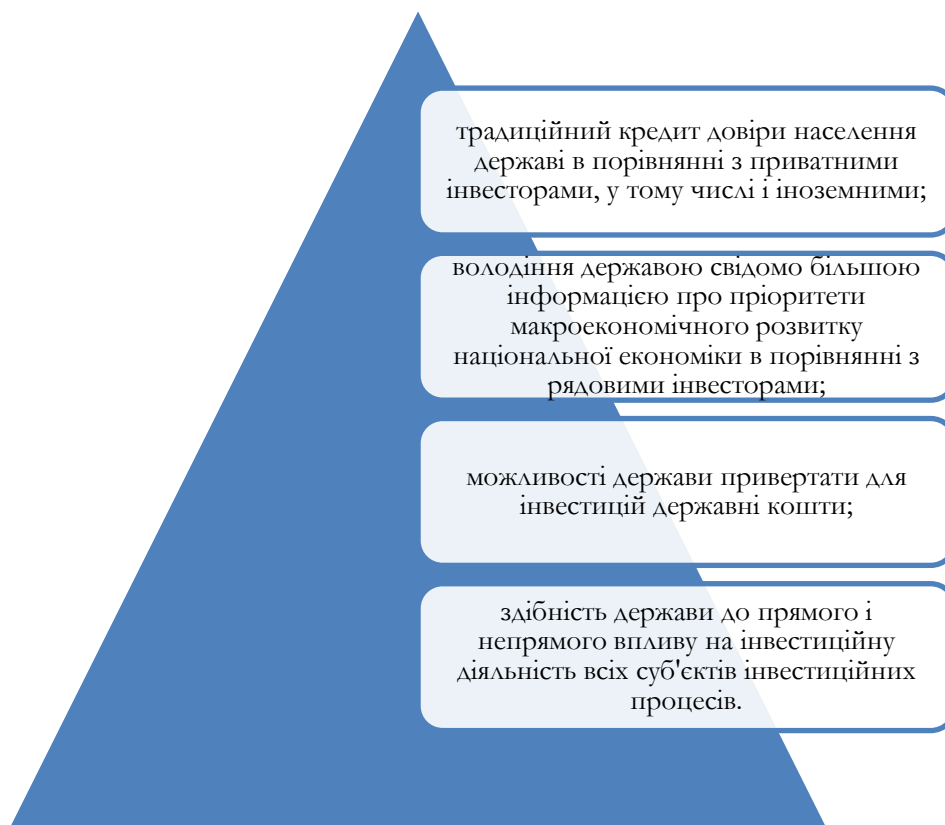 традиційний кредит довіри населення
державі в порівнянні з приватними
інвесторами, у тому числі і іноземними;
володіння державою свідомо більшою
інформацією про пріоритети
макроекономічного розвитку
національної економіки в порівнянні з
рядовими інвесторами;
можливості держави привертати для
інвестицій державні кошти;
здібність держави до прямого і
непрямого впливу на інвестиційну
діяльність всіх суб'єктів інвестиційних
процесів.